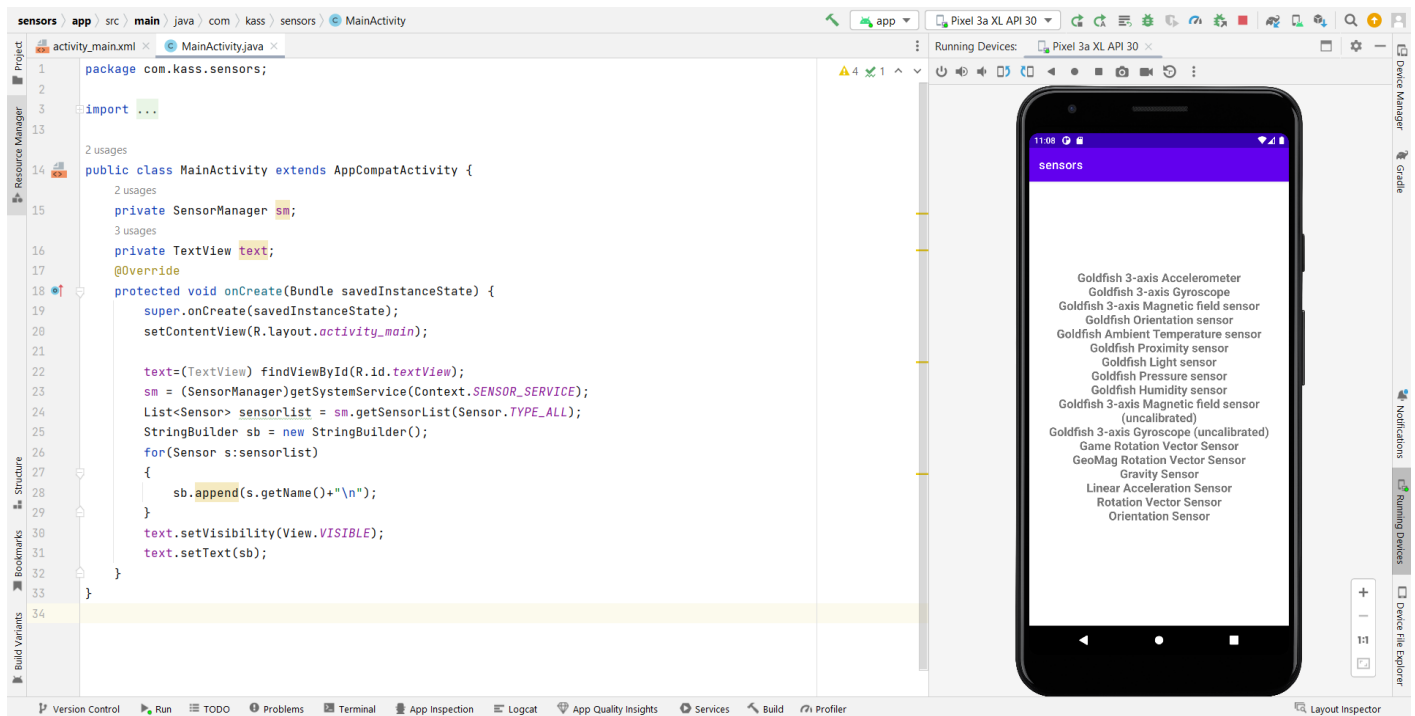 sensors › app › src › main › java › com › kass › sensors › MainActivity
app
Pixel 3a XL API 30
activity_main.xml
MainActivity.java
Running Devices:
Pixel 3a XL API 30
Project
Resource Manager
Structure
Bookmarks
Build Variants
4
1
1 package com.kass.sensors;
2
3 import ...
13
2 usages
14 public class MainActivity extends AppCompatActivity {
2 usages
15 private SensorManager sm;
3 usages
16 private TextView text;
17 @Override
18 protected void onCreate(Bundle savedInstanceState) {
19 super.onCreate(savedInstanceState);
20 setContentView(R.layout.activity_main);
21
22 text=(TextView) findViewById(R.id.textView);
23 sm = (SensorManager)getSystemService(Context.SENSOR_SERVICE);
24 List<Sensor> sensorlist = sm.getSensorList(Sensor.TYPE_ALL);
25 StringBuilder sb = new StringBuilder();
26 for(Sensor s:sensorlist)
27 {
28 sb.append(s.getName()+"\n");
29 }
30 text.setVisibility(View.VISIBLE);
31 text.setText(sb);
32 }
33 }
34
11:08
sensors
Goldfish 3-axis Accelerometer
Goldfish 3-axis Gyroscope
Goldfish 3-axis Magnetic field sensor
Goldfish Orientation sensor
Goldfish Ambient Temperature sensor
Goldfish Proximity sensor
Goldfish Light sensor
Goldfish Pressure sensor
Goldfish Humidity sensor
Goldfish 3-axis Magnetic field sensor
(uncalibrated)
Goldfish 3-axis Gyroscope (uncalibrated)
Game Rotation Vector Sensor
GeoMag Rotation Vector Sensor
Gravity Sensor
Linear Acceleration Sensor
Rotation Vector Sensor
Orientation Sensor
1:1
Device Manager
Gradle
Notifications
Running Devices
Device File Explorer
Version Control
Run
TODO
Problems
Terminal
App Inspection
Logcat
App Quality Insights
Services
Build
Profiler
Layout Inspector